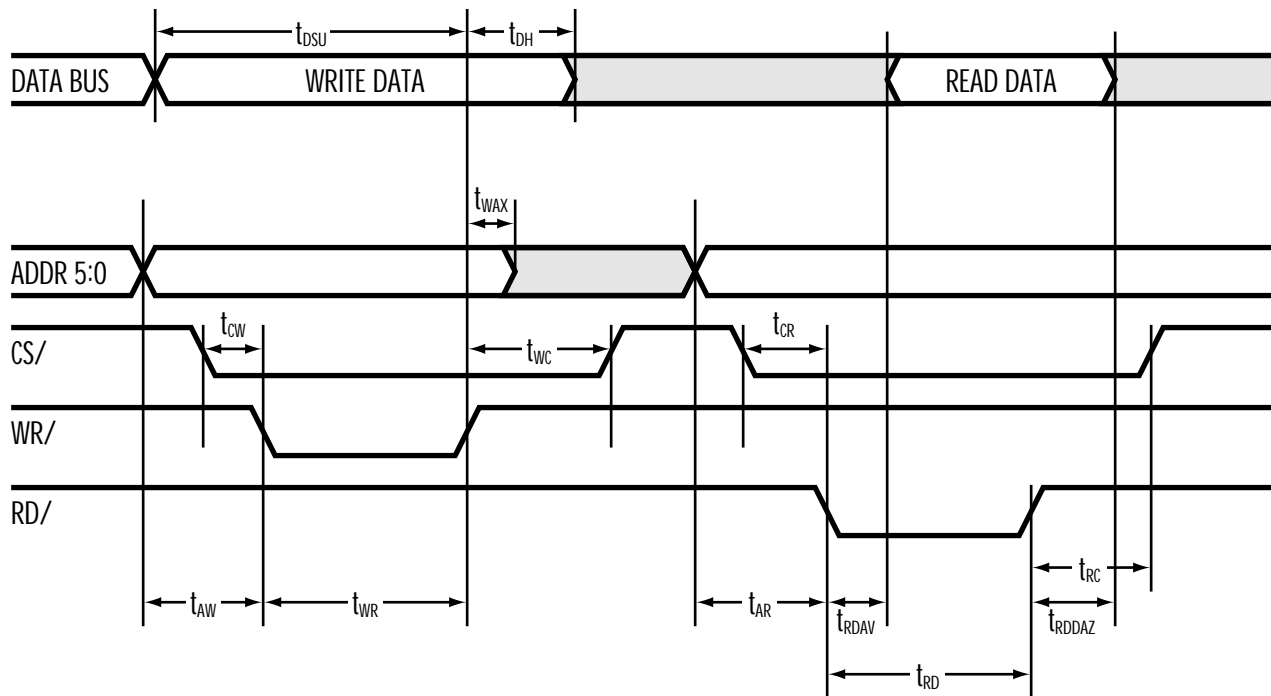 tDSU tDH
DATA BUS WRITE DATA READ DATA
tWAX
ADDR 5:0
tCW tCR
CS/ tWC
WR/
RD/
tRC
tAW tWR tAR tRDAV tRDDAZ
tRD